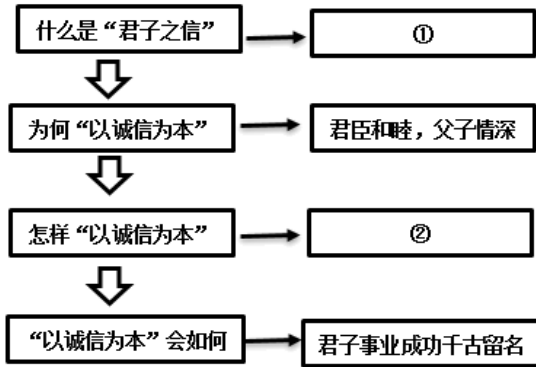 什么是“君子之信”
①
为何“以诚信为本”
君臣和睦，父子情深
怎样“以诚信为本”
②
“以诚信为本”会如何
君子事业成功千古留名